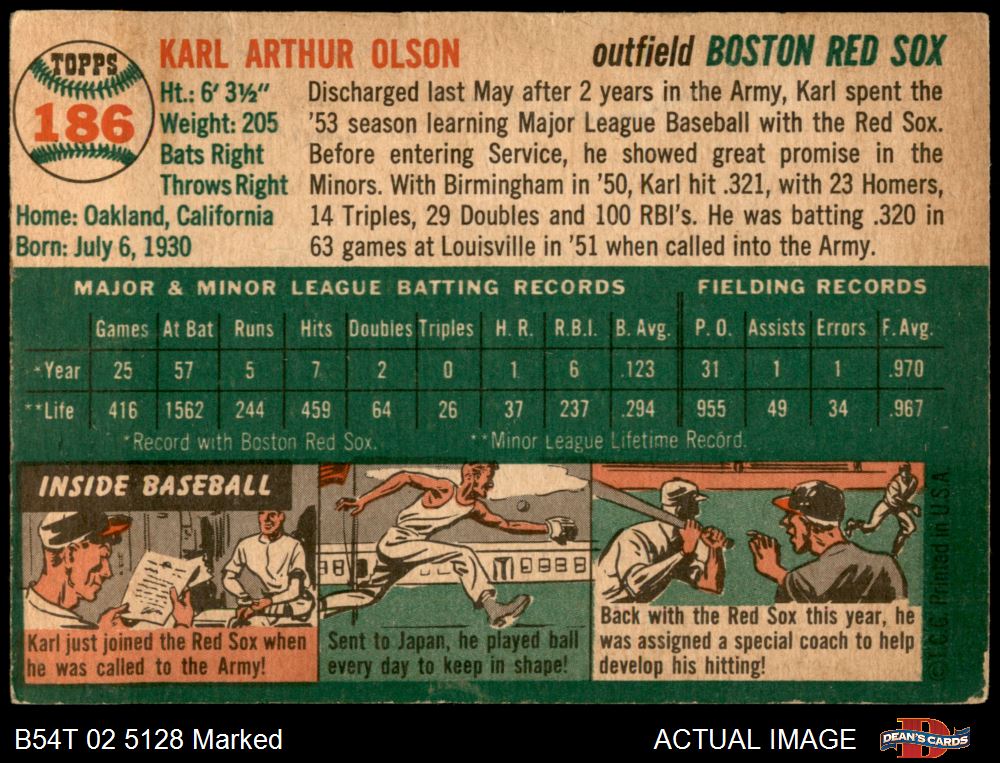 TOPPS
186
KARL ARTHUR OLSON
outfield BOSTON RED SOX
Ht.: 6' 3½"
Weight: 205
Bats Right
Throws Right
Home: Oakland, California
Born: July 6, 1930
Discharged last May after 2 years in the Army, Karl spent the
'53 season learning Major League Baseball with the Red Sox.
Before entering Service, he showed great promise in the
Minors. With Birmingham in '50, Karl hit .321, with 23 Homers,
14 Triples, 29 Doubles and 100 RBI's. He was batting .320 in
63 games at Louisville in '51 when called into the Army.
MAJOR & MINOR LEAGUE BATTING RECORDS FIELDING RECORDS
Games At Bat Runs Hits Doubles Triples H. R. R.B.I. B. Avg. P. O. Assists Errors F. Avg.
*Year 25 57 5 7 2 0 1 6 .123 31 1 1 .970
**Life 416 1562 244 459 64 26 37 237 .294 955 49 34 .967
*Record with Boston Red Sox. **Minor League Lifetime Record.
INSIDE BASEBALL
Karl just joined the Red Sox when
he was called to the Army!
Sent to Japan, he played ball
every day to keep in shape!
Back with the Red Sox this year, he
was assigned a special coach to help
develop his hitting!
©T.C.G. Printed in U.S.A
B54T 02 5128 Marked
ACTUAL IMAGE
D
DEAN'S CARDS